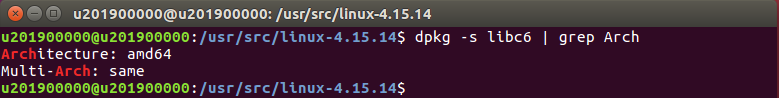 u201900000@u201900000: /usr/src/linux-4.15.14
u201900000@u201900000:/usr/src/linux-4.15.14$ dpkg -s libc6 | grep Arch
Architecture: amd64
Multi-Arch: same
u201900000@u201900000:/usr/src/linux-4.15.14$